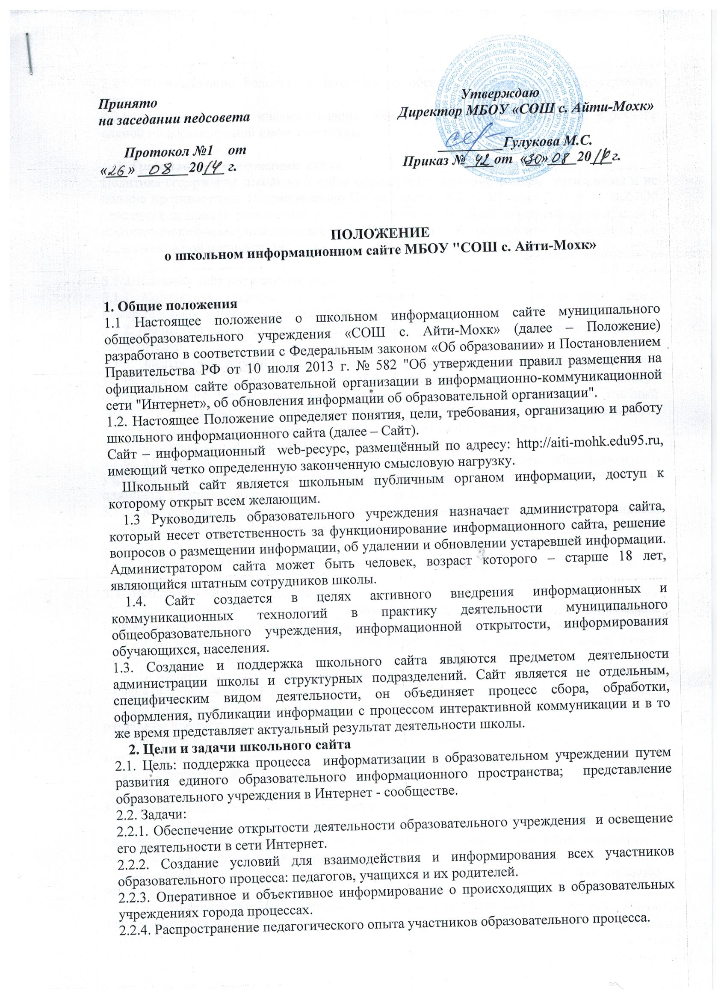 Принято
на заседании педсовета
Протокол №1 от
«26» 08 2014 г.
Утверждаю
Директор МБОУ «СОШ с. Айти-Мохк»
Гулукова М.С.
Приказ № 42 от «30» 08 2014г.
ПОЛОЖЕНИЕ
о школьном информационном сайте МБОУ "СОШ с. Айти-Мохк»
1. Общие положения
1.1 Настоящее положение о школьном информационном сайте муниципального
общеобразовательного учреждения «СОШ с. Айти-Мохк» (далее – Положение)
разработано в соответствии с Федеральным законом «Об образовании» и Постановлением
Правительства РФ от 10 июля 2013 г. № 582 "Об утверждении правил размещения на
официальном сайте образовательной организации в информационно-коммуникационной
сети "Интернет», об обновления информации об образовательной организации".
1.2. Настоящее Положение определяет понятия, цели, требования, организацию и работу
школьного информационного сайта (далее – Сайт).
Сайт – информационный web-ресурс, размещённый по адресу: http://aiti-mohk.edu95.ru,
имеющий четко определенную законченную смысловую нагрузку.
Школьный сайт является школьным публичным органом информации, доступ к
которому открыт всем желающим.
1.3 Руководитель образовательного учреждения назначает администратора сайта,
который несет ответственность за функционирование информационного сайта, решение
вопросов о размещении информации, об удалении и обновлении устаревшей информации.
Администратором сайта может быть человек, возраст которого – старше 18 лет,
являющийся штатным сотрудников школы.
1.4. Сайт создается в целях активного внедрения информационных и
коммуникационных технологий в практику деятельности муниципального
общеобразовательного учреждения, информационной открытости, информирования
обучающихся, населения.
1.3. Создание и поддержка школьного сайта являются предметом деятельности
администрации школы и структурных подразделений. Сайт является не отдельным,
специфическим видом деятельности, он объединяет процесс сбора, обработки,
оформления, публикации информации с процессом интерактивной коммуникации и в то
же время представляет актуальный результат деятельности школы.
2. Цели и задачи школьного сайта
2.1. Цель: поддержка процесса информатизации в образовательном учреждении путем
развития единого образовательного информационного пространства; представление
образовательного учреждения в Интернет - сообществе.
2.2. Задачи:
2.2.1. Обеспечение открытости деятельности образовательного учреждения и освещение
его деятельности в сети Интернет.
2.2.2. Создание условий для взаимодействия и информирования всех участников
образовательного процесса: педагогов, учащихся и их родителей.
2.2.3. Оперативное и объективное информирование о происходящих в образовательных
учреждениях города процессах.
2.2.4. Распространение педагогического опыта участников образовательного процесса.